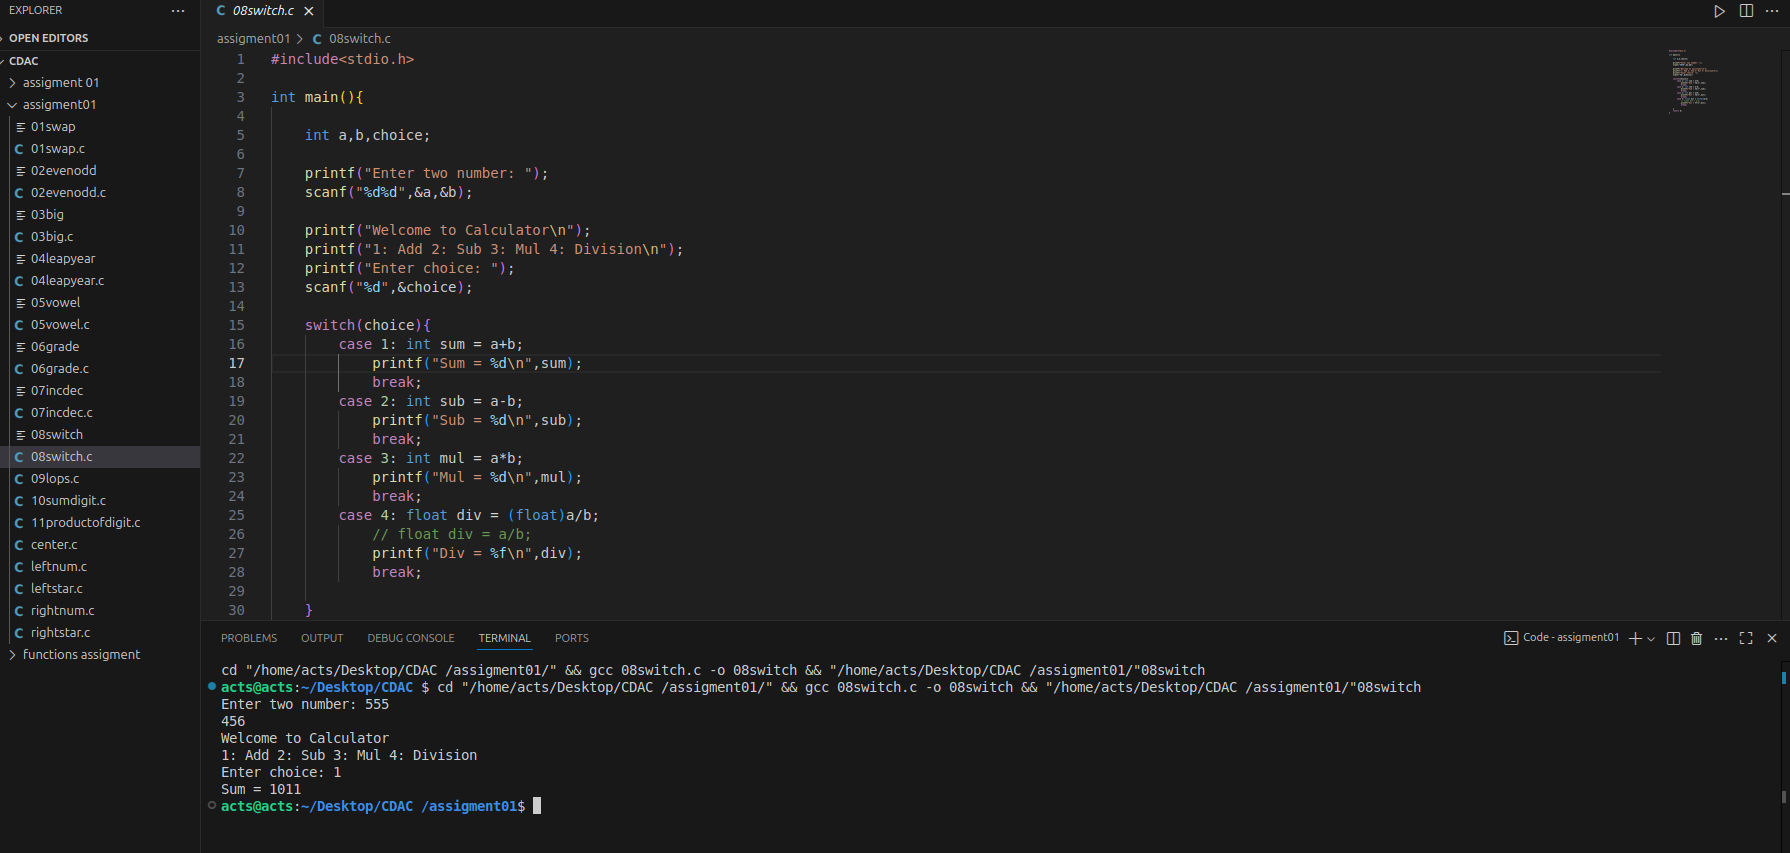 EXPLORER
OPEN EDITORS
CDAC
assigment 01
assigment01
01swap
01swap.c
02evenodd
02evenodd.c
03big
03big.c
04leapyear
04leapyear.c
05vowel
05vowel.c
06grade
06grade.c
07incdec
07incdec.c
08switch
08switch.c
09lops.c
10sumdigit.c
11productofdigit.c
center.c
leftnum.c
leftstar.c
rightnum.c
rightstar.c
functions assigment
08switch.c
assigment01 > C 08switch.c
1 #include<stdio.h>
2
3 int main(){
4
5 int a,b,choice;
6
7 printf("Enter two number: ");
8 scanf("%d%d",&a,&b);
9
10 printf("Welcome to Calculator\n");
11 printf("1: Add 2: Sub 3: Mul 4: Division\n");
12 printf("Enter choice: ");
13 scanf("%d",&choice);
14
15 switch(choice){
16 case 1: int sum = a+b;
17 printf("Sum = %d\n",sum);
18 break;
19 case 2: int sub = a-b;
20 printf("Sub = %d\n",sub);
21 break;
22 case 3: int mul = a*b;
23 printf("Mul = %d\n",mul);
24 break;
25 case 4: float div = (float)a/b;
26 // float div = a/b;
27 printf("Div = %f\n",div);
28 break;
29
30 }
PROBLEMS OUTPUT DEBUG CONSOLE TERMINAL PORTS
Code - assigment01
cd "/home/acts/Desktop/CDAC /assigment01/" && gcc 08switch.c -o 08switch && "/home/acts/Desktop/CDAC /assigment01/"08switch
acts@acts:~/Desktop/CDAC $ cd "/home/acts/Desktop/CDAC /assigment01/" && gcc 08switch.c -o 08switch && "/home/acts/Desktop/CDAC /assigment01/"08switch
Enter two number: 555
456
Welcome to Calculator
1: Add 2: Sub 3: Mul 4: Division
Enter choice: 1
Sum = 1011
acts@acts:~/Desktop/CDAC /assigment01$